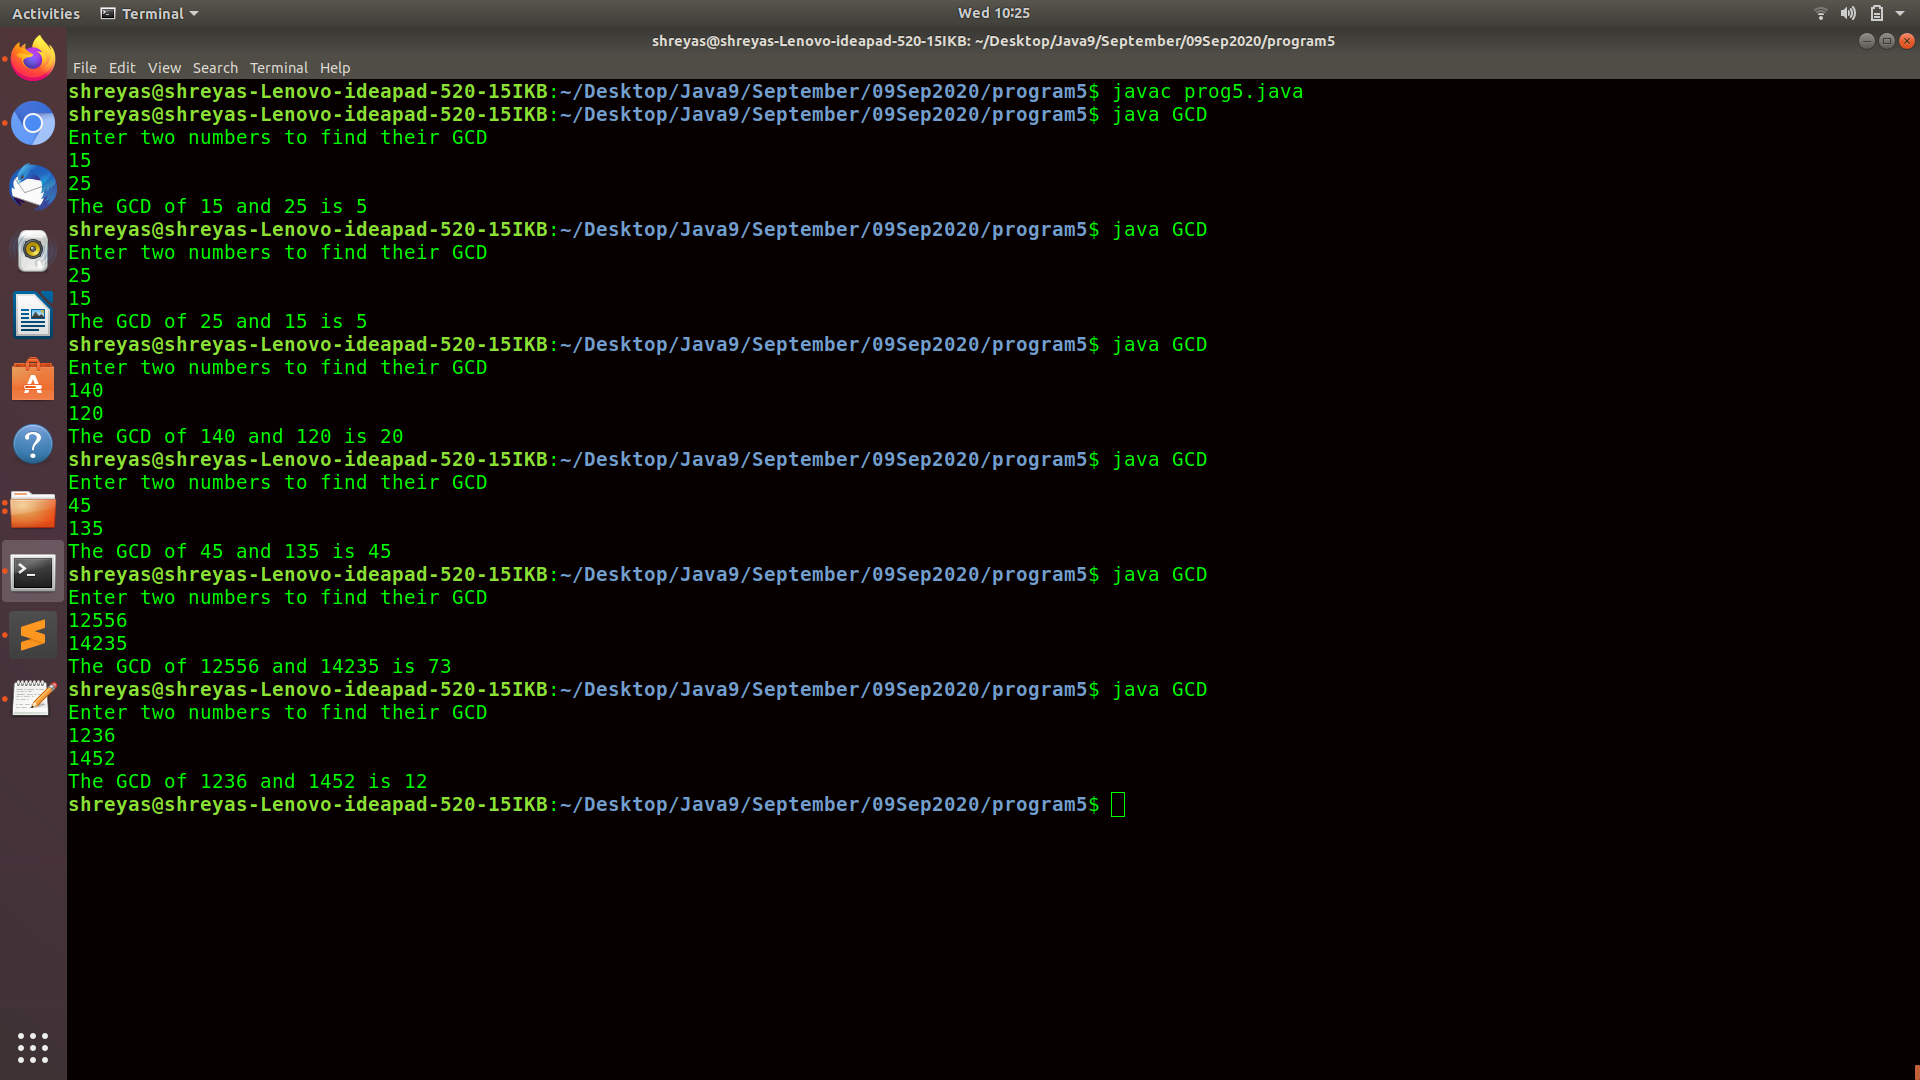 Activities Terminal Wed 10:25
shreyas@shreyas-Lenovo-ideapad-520-15IKB: ~/Desktop/Java9/September/09Sep2020/program5
File Edit View Search Terminal Help
shreyas@shreyas-Lenovo-ideapad-520-15IKB:~/Desktop/Java9/September/09Sep2020/program5$ javac prog5.java
shreyas@shreyas-Lenovo-ideapad-520-15IKB:~/Desktop/Java9/September/09Sep2020/program5$ java GCD
Enter two numbers to find their GCD
15
25
The GCD of 15 and 25 is 5
shreyas@shreyas-Lenovo-ideapad-520-15IKB:~/Desktop/Java9/September/09Sep2020/program5$ java GCD
Enter two numbers to find their GCD
25
15
The GCD of 25 and 15 is 5
shreyas@shreyas-Lenovo-ideapad-520-15IKB:~/Desktop/Java9/September/09Sep2020/program5$ java GCD
Enter two numbers to find their GCD
140
120
The GCD of 140 and 120 is 20
shreyas@shreyas-Lenovo-ideapad-520-15IKB:~/Desktop/Java9/September/09Sep2020/program5$ java GCD
Enter two numbers to find their GCD
45
135
The GCD of 45 and 135 is 45
shreyas@shreyas-Lenovo-ideapad-520-15IKB:~/Desktop/Java9/September/09Sep2020/program5$ java GCD
Enter two numbers to find their GCD
12556
14235
The GCD of 12556 and 14235 is 73
shreyas@shreyas-Lenovo-ideapad-520-15IKB:~/Desktop/Java9/September/09Sep2020/program5$ java GCD
Enter two numbers to find their GCD
1236
1452
The GCD of 1236 and 1452 is 12
shreyas@shreyas-Lenovo-ideapad-520-15IKB:~/Desktop/Java9/September/09Sep2020/program5$